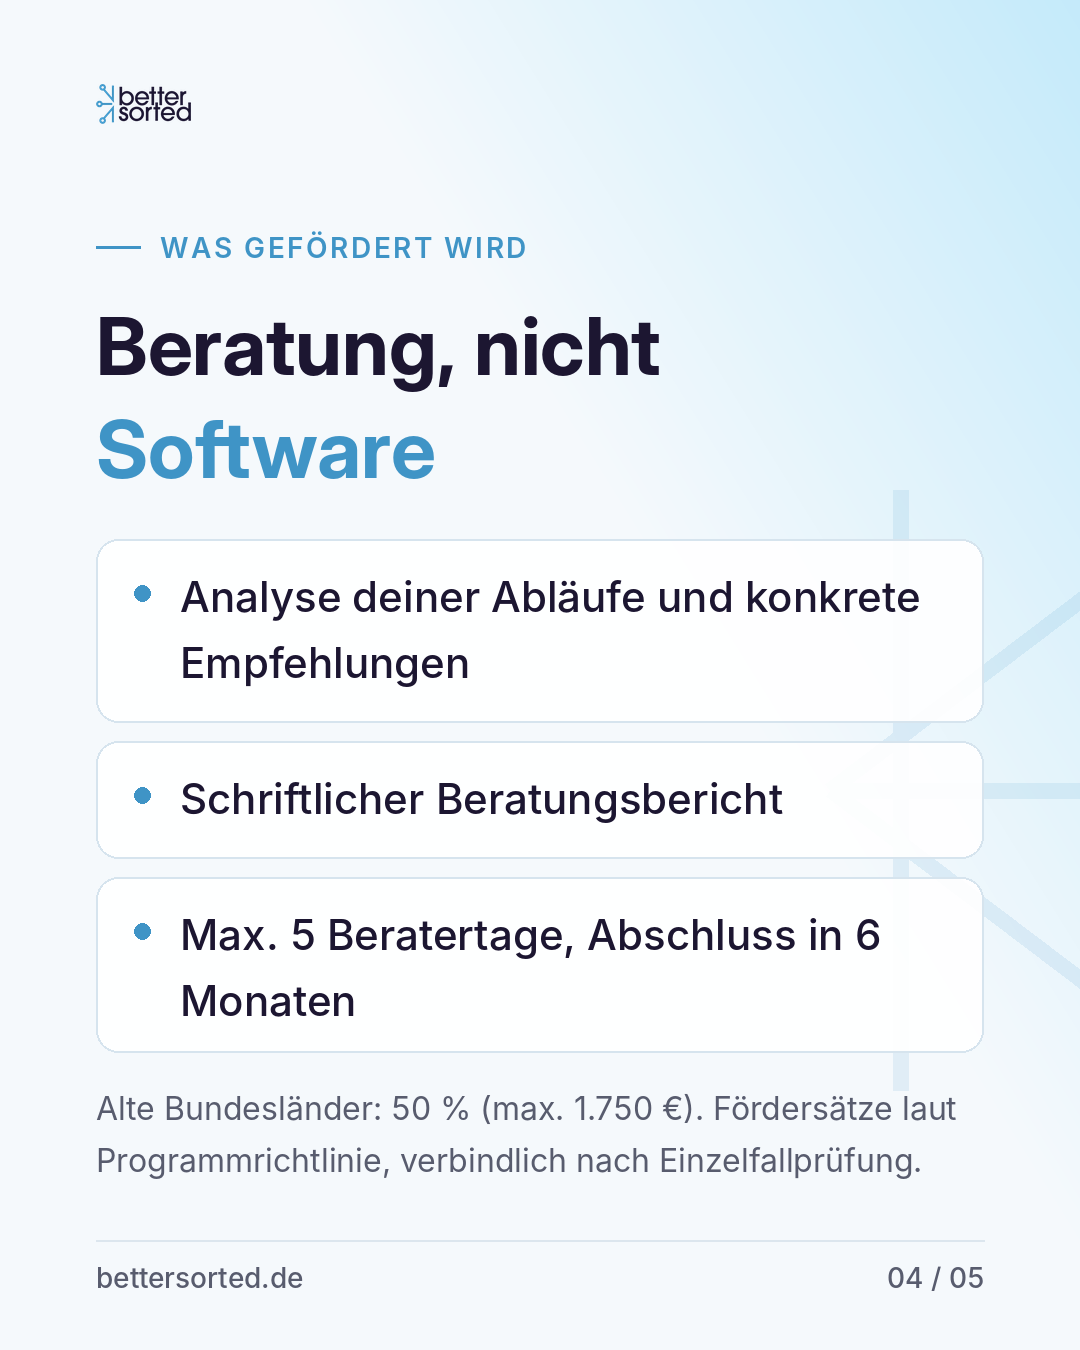 better
sorted
WAS GEFÖRDERT WIRD
Beratung, nicht
Software
Analyse deiner Abläufe und konkrete
Empfehlungen
Schriftlicher Beratungsbericht
Max. 5 Beratertage, Abschluss in 6
Monaten
Alte Bundesländer: 50 % (max. 1.750 €). Fördersätze laut
Programmrichtlinie, verbindlich nach Einzelfallprüfung.
bettersorted.de
04 / 05